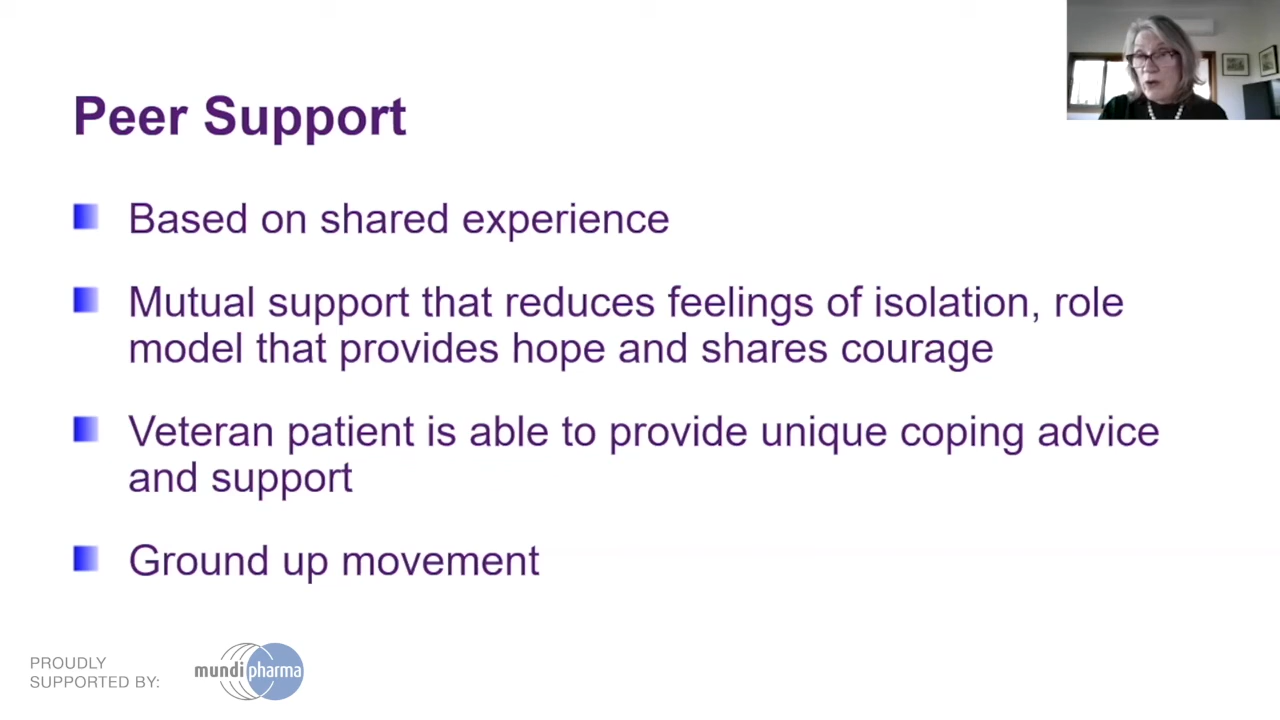 Peer Support
Based on shared experience
Mutual support that reduces feelings of isolation, role
model that provides hope and shares courage
Veteran patient is able to provide unique coping advice
and support
Ground up movement
PROUDLY
SUPPORTED BY:
mundipharma